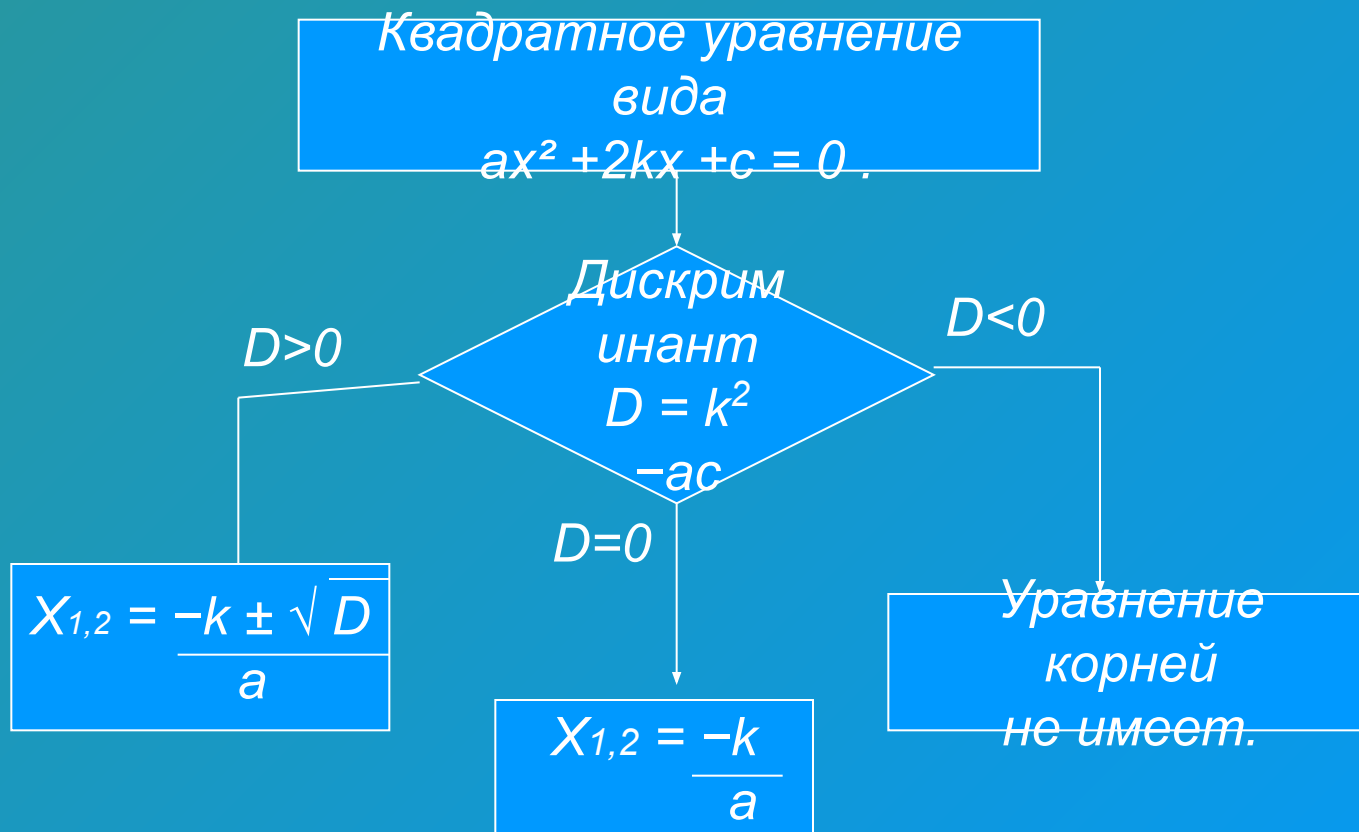 Квадратное уравнение
вида
ax² +2kx +c = 0 .
Дискрим
инант
D = k²
−ac
D>0
D<0
D=0
X₁,₂ = −k ± √ D
a
X₁,₂ = −k
a
Уравнение
корней
не имеет.